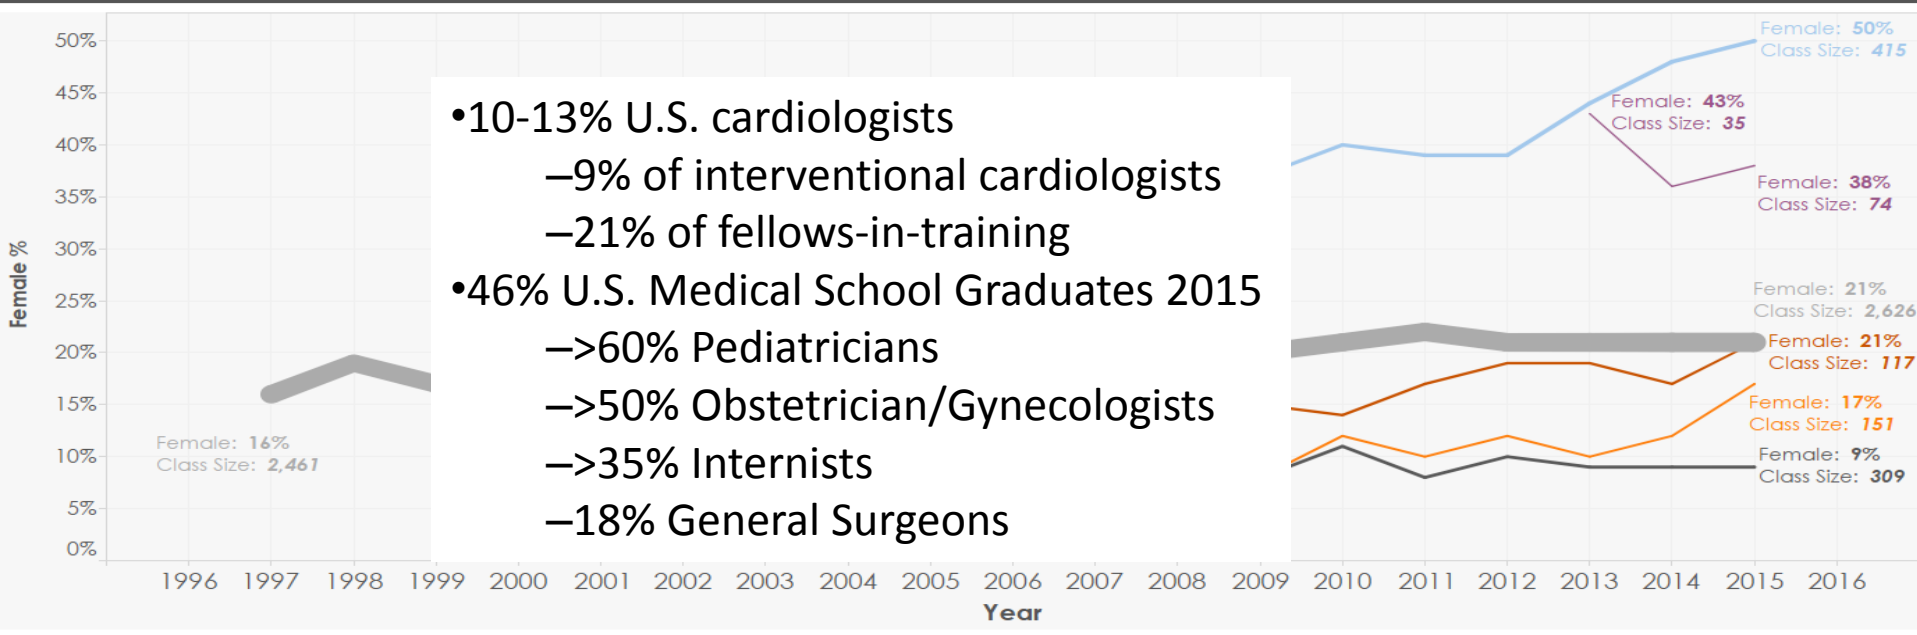 50%
45%
40%
35%
30%
25%
20%
15%
10%
5%
0%
Female %
•10-13% U.S. cardiologists
–9% of interventional cardiologists
–21% of fellows-in-training
•46% U.S. Medical School Graduates 2015
–>60% Pediatricians
–>50% Obstetrician/Gynecologists
–>35% Internists
–18% General Surgeons
Female: 16%
Class Size: 2,461
Female: 50%
Class Size: 415
Female: 43%
Class Size: 35
Female: 38%
Class Size: 74
Female: 21%
Class Size: 2,626
Female: 21%
Class Size: 117
Female: 17%
Class Size: 151
Female: 9%
Class Size: 309
1996 1997 1998 1999 2000 2001 2002 2003 2004 2005 2006 2007 2008 2009 2010 2011 2012 2013 2014 2015 2016
Year